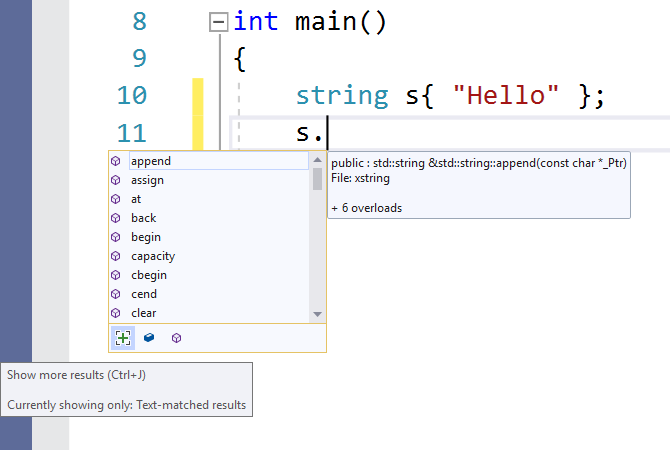 8 int main()
9 {
10 string s{ "Hello" };
11 s.
append
assign
at
back
begin
capacity
cbegin
cend
clear
public : std::string &std::string::append(const char *_Ptr)
File: xstring
+ 6 overloads
Show more results (Ctrl+J)
Currently showing only: Text-matched results